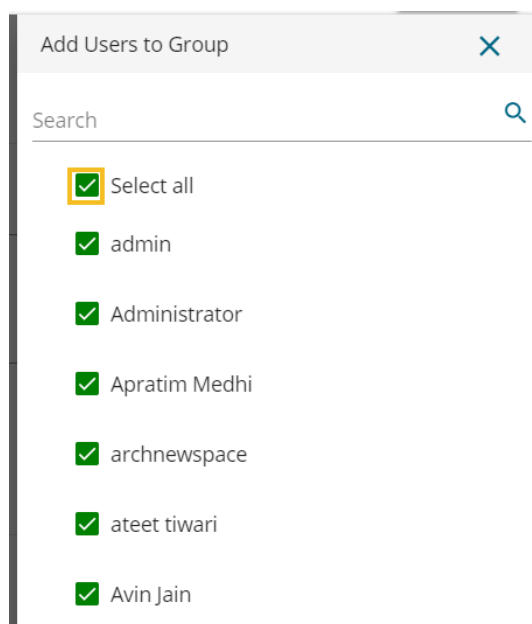 Add Users to Group
Search
Select all
admin
Administrator
Apratim Medhi
archnewspace
ateet tiwari
Avin Jain